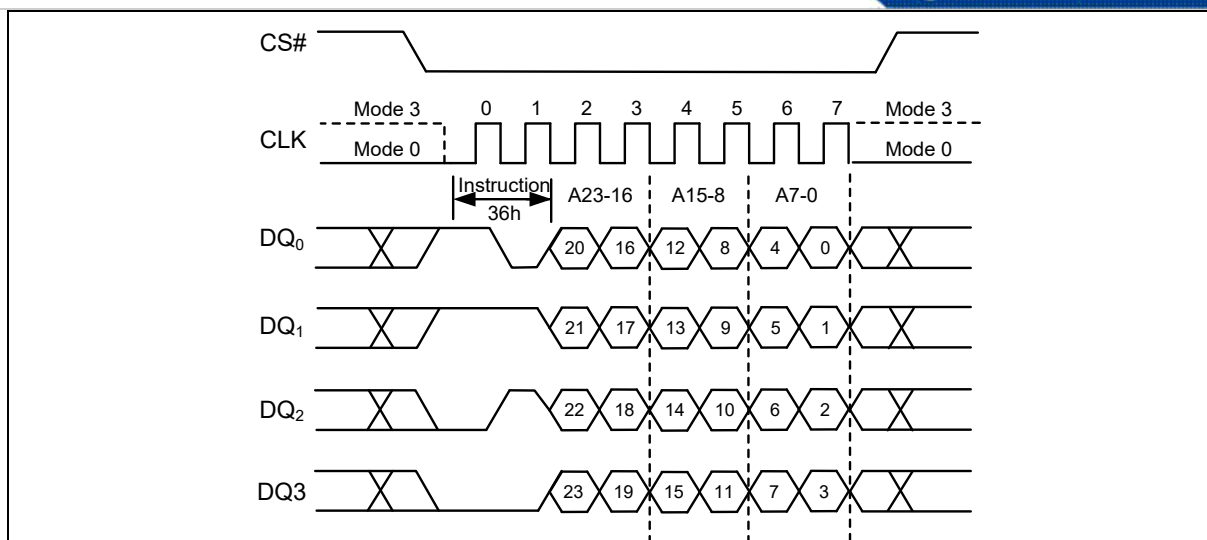 CS#
Mode 3 0 1 2 3 4 5 6 7 Mode 3
CLK
Mode 0 Mode 0
Instruction A23-16 A15-8 A7-0
36h
DQ0 20 16 12 8 4 0
DQ1 21 17 13 9 5 1
DQ2 22 18 14 10 6 2
DQ3 23 19 15 11 7 3